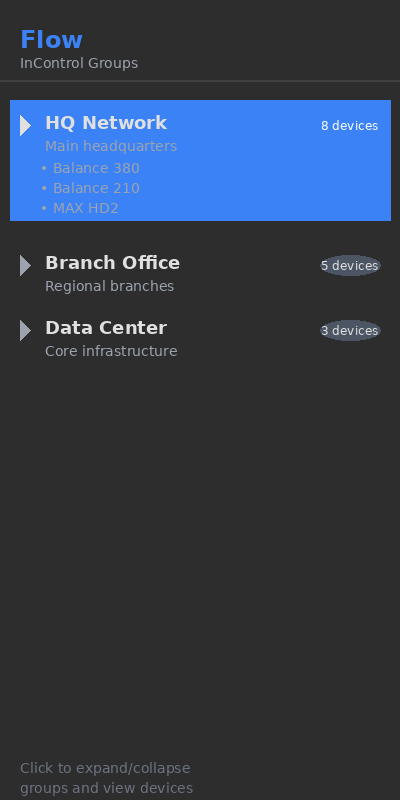 Flow
InControl Groups
HQ Network 8 devices
Main headquarters
• Balance 380
• Balance 210
• MAX HD2
Branch Office 5 devices
Regional branches
Data Center 3 devices
Core infrastructure
Click to expand/collapse
groups and view devices